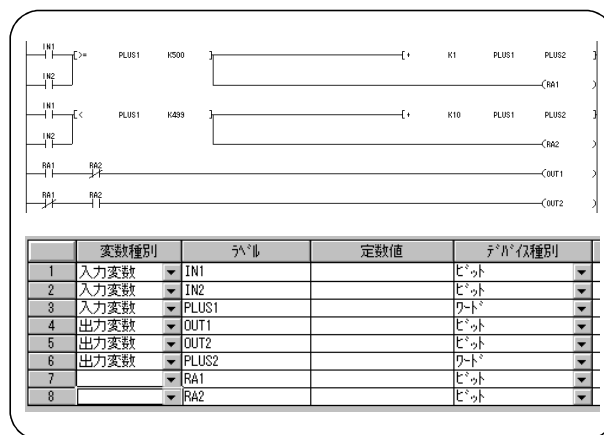 IN1
[>= PLUS1 K500 ] [+ K1 PLUS1 PLUS2 ]
IN2
(RA1 )
IN1
[< PLUS1 K499 ] [+ K10 PLUS1 PLUS2 ]
IN2
(RA2 )
RA1 RA2
(OUT1 )
RA1 RA2
(OUT2 )
変数種別 ﾗﾍﾞﾙ 定数値 ﾃﾞﾊﾞｲｽ種別
1 入力変数 IN1 ﾋﾞｯﾄ
2 入力変数 IN2 ﾋﾞｯﾄ
3 入力変数 PLUS1 ﾜｰﾄﾞ
4 出力変数 OUT1 ﾋﾞｯﾄ
5 出力変数 OUT2 ﾋﾞｯﾄ
6 出力変数 PLUS2 ﾜｰﾄﾞ
7 RA1 ﾋﾞｯﾄ
8 RA2 ﾋﾞｯﾄ